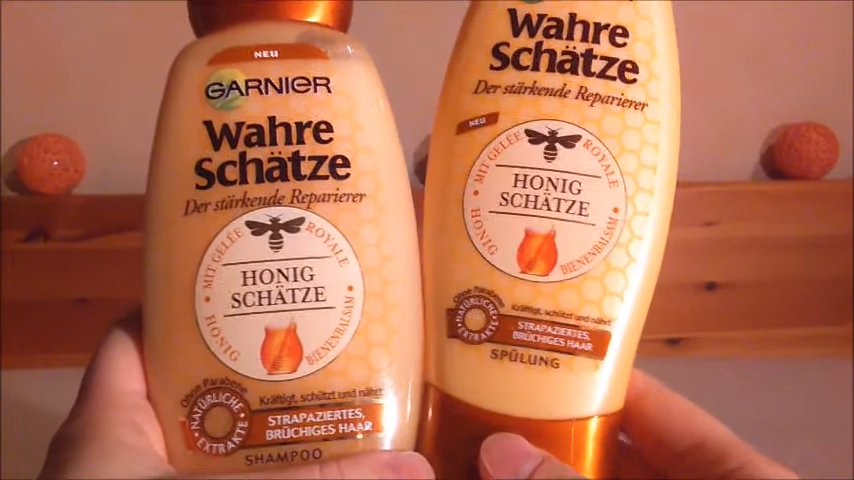 NEU
GARNIER
WAHRE
SCHÄTZE
Der stärkende Reparierer
MIT GELÉE ROYALE
HONIG
SCHÄTZE
HONIG
BIENENBALSAM
Ohne Parabene
NATÜRLICHE
EXTRAKTE
Kräftigt, schützt und nährt
STRAPAZIERTES,
BRÜCHIGES HAAR
SHAMPOO
WAHRE
SCHÄTZE
Der stärkende Reparierer
NEU
MIT GELÉE ROYALE
HONIG
SCHÄTZE
HONIG
BIENENBALSAM
Ohne Parabene
NATÜRLICHE
EXTRAKTE
Kräftigt, schützt und nährt
STRAPAZIERTES,
BRÜCHIGES HAAR
SPÜLUNG